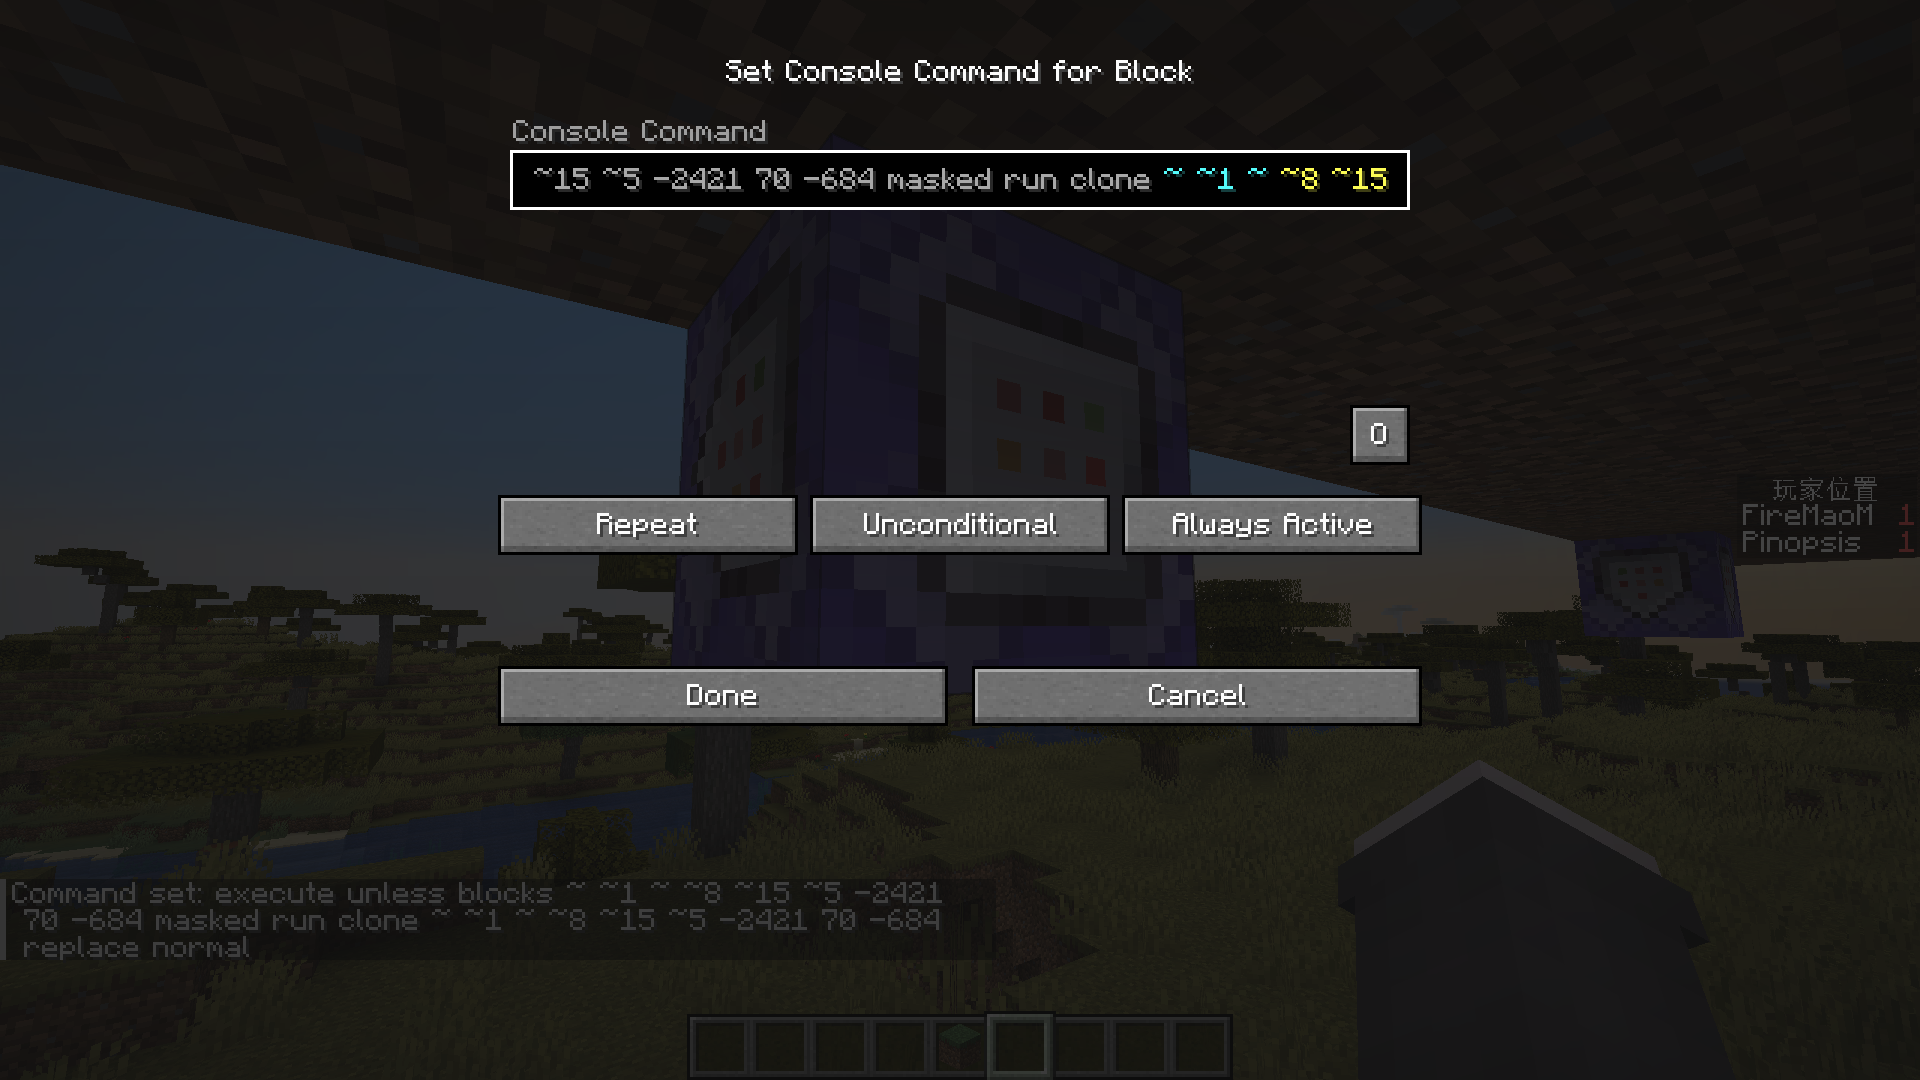 Set Console Command for Block
Console Command
~15 ~5 -2421 70 -684 masked run clone ~ ~1 ~ ~8 ~15
O
Repeat
Unconditional
Always Active
玩家位置
FireMaoM 1
Pinopsis 1
Done
Cancel
Command set: execute unless blocks ~ ~1 ~ ~8 ~15 ~5 -2421
70 -684 masked run clone ~ ~1 ~ ~8 ~15 ~5 -2421 70 -684
replace normal